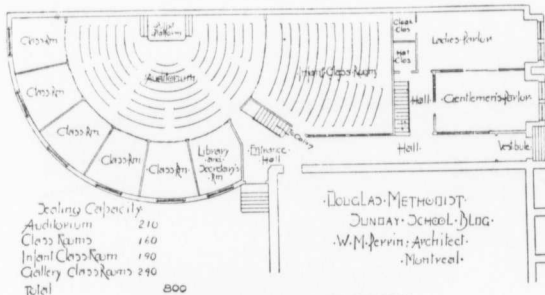 Class Rm
Platform
Auditorium
Infant Class Room
Cloak
Clos
Hat
Clos
Ladies Parlor
Class Rm
Class Rm
Class Rm
Class Rm
Class Rm
Library
and
Secretary's
Rm
Entrance
Hall
Hall
Gentlemen's Parlor
Hall
Vestibule
Seating Capacity
Auditorium 210
Class Rooms 160
Infant Class Room 190
Gallery Class Rooms 240
Total 800
·DOUGLAS·METHODIST·
SUNDAY·SCHOOL·BLDG·
·W·M·Perrin: Architect·
·Montreal·